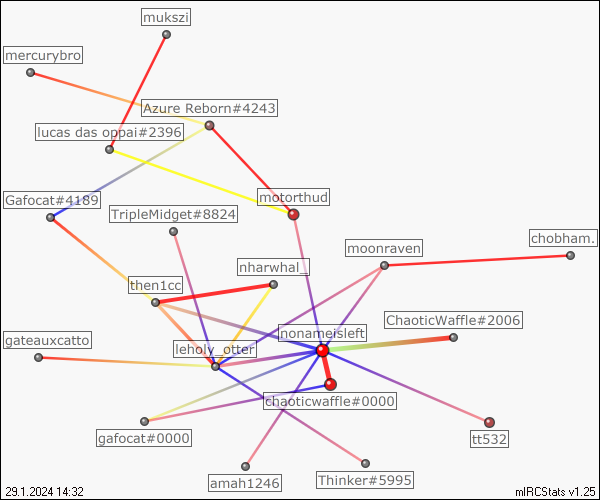 mukszi
mercurybro
Azure Reborn#4243
lucas das oppai#2396
Gafocat#4189
motorthud
TripleMidget#8824
moonraven
chobham.
nharwhal_
then1cc
ChaoticWaffle#2006
nonameisleft
leholy_otter
gateauxcatto
chaoticwaffle#0000
gafocat#0000
tt532
amah1246
Thinker#5995
29.1.2024 14:32
mIRCStats v1.25